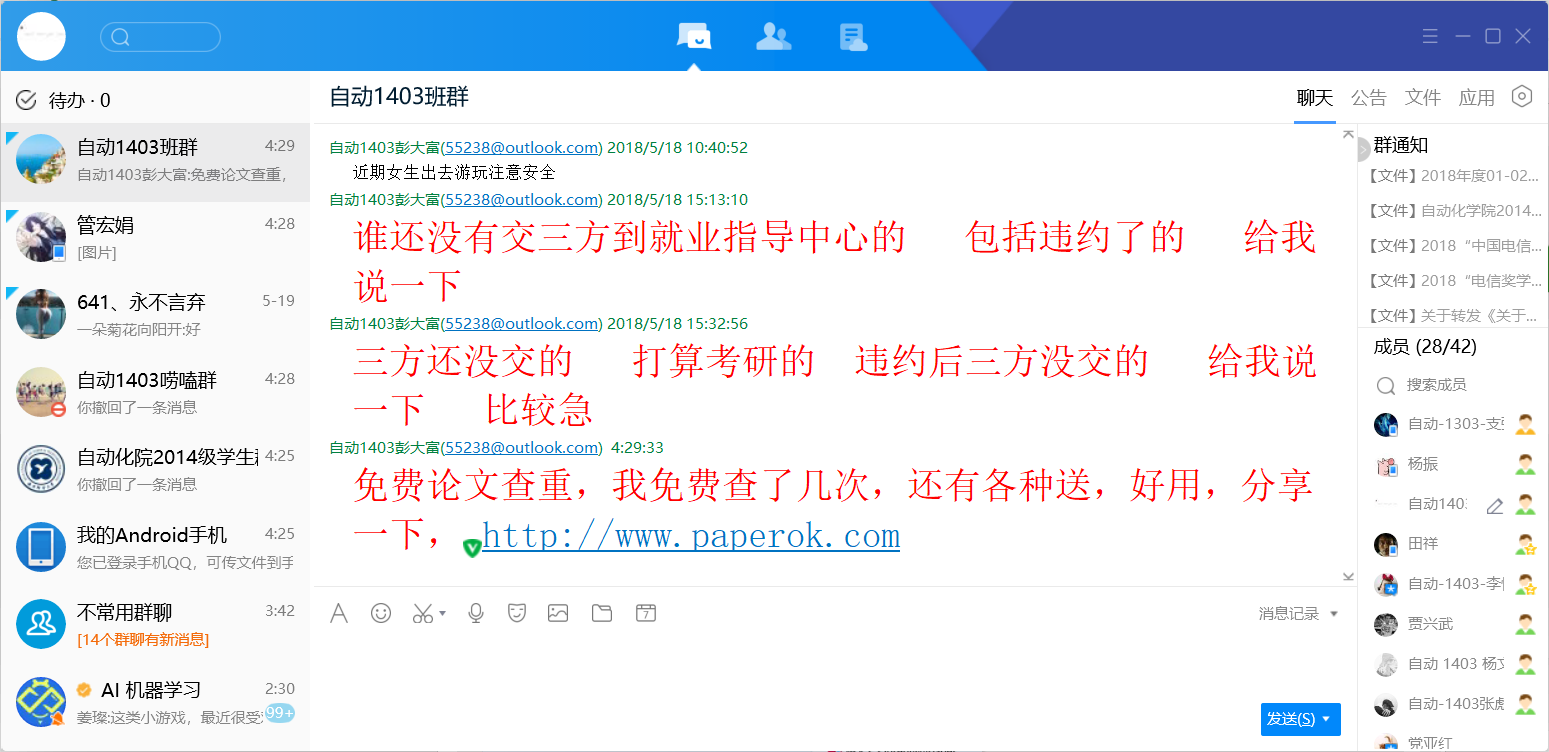 待办 · 0
自动1403班群 4:29
自动1403彭大富:免费论文查重，
管宏娟 4:28
[图片]
641、永不言弃 5-19
一朵菊花向阳开:好
自动1403唠嗑群 4:28
你撤回了一条消息
自动化院2014级学生 4:25
你撤回了一条消息
我的Android手机 4:25
您已登录手机QQ，可传文件到手
不常用群聊 3:42
[14个群聊有新消息]
AI 机器学习 2:30
姜璨:这类小游戏，最近很受 99+
自动1403班群
聊天 公告 文件 应用
自动1403彭大富(55238@outlook.com) 2018/5/18 10:40:52
近期女生出去游玩注意安全
自动1403彭大富(55238@outlook.com) 2018/5/18 15:13:10
谁还没有交三方到就业指导中心的 包括违约了的 给我
说一下
自动1403彭大富(55238@outlook.com) 2018/5/18 15:32:56
三方还没交的 打算考研的 违约后三方没交的 给我说
一下 比较急
自动1403彭大富(55238@outlook.com) 4:29:33
免费论文查重，我免费查了几次，还有各种送，好用，分享
一下，http://www.paperok.com
消息记录
发送(S)
群通知
【文件】2018年度01-02...
【文件】自动化学院2014...
【文件】2018“中国电信...
【文件】2018“电信奖学...
【文件】关于转发《关于...
成员 (28/42)
搜索成员
自动-1303-支
杨振
自动140
田祥
自动-1403-李
贾兴武
自动 1403 杨
自动-1403张虎
党亚红